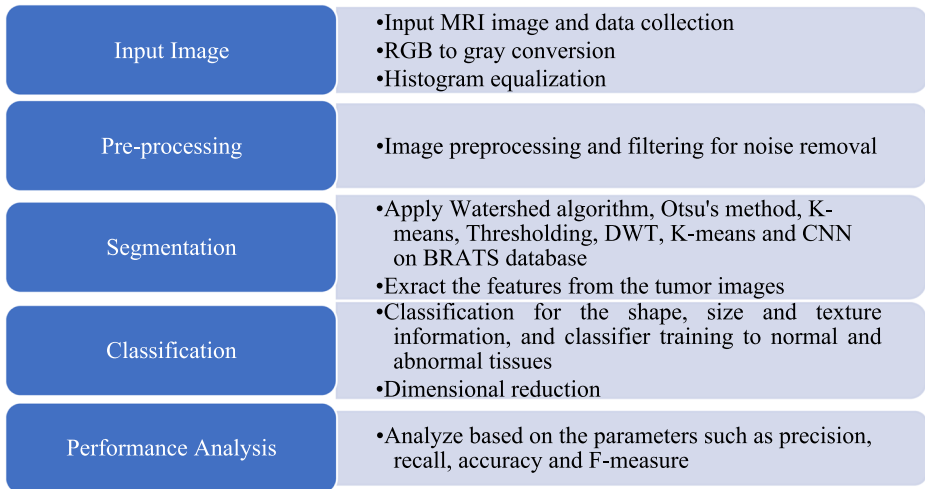 Input Image
•Input MRI image and data collection
•RGB to gray conversion
•Histogram equalization
Pre-processing
•Image preprocessing and filtering for noise removal
Segmentation
•Apply Watershed algorithm, Otsu's method, K-
means, Thresholding, DWT, K-means and CNN
on BRATS database
•Exract the features from the tumor images
Classification
•Classification for the shape, size and texture
information, and classifier training to normal and
abnormal tissues
•Dimensional reduction
Performance Analysis
•Analyze based on the parameters such as precision,
recall, accuracy and F-measure